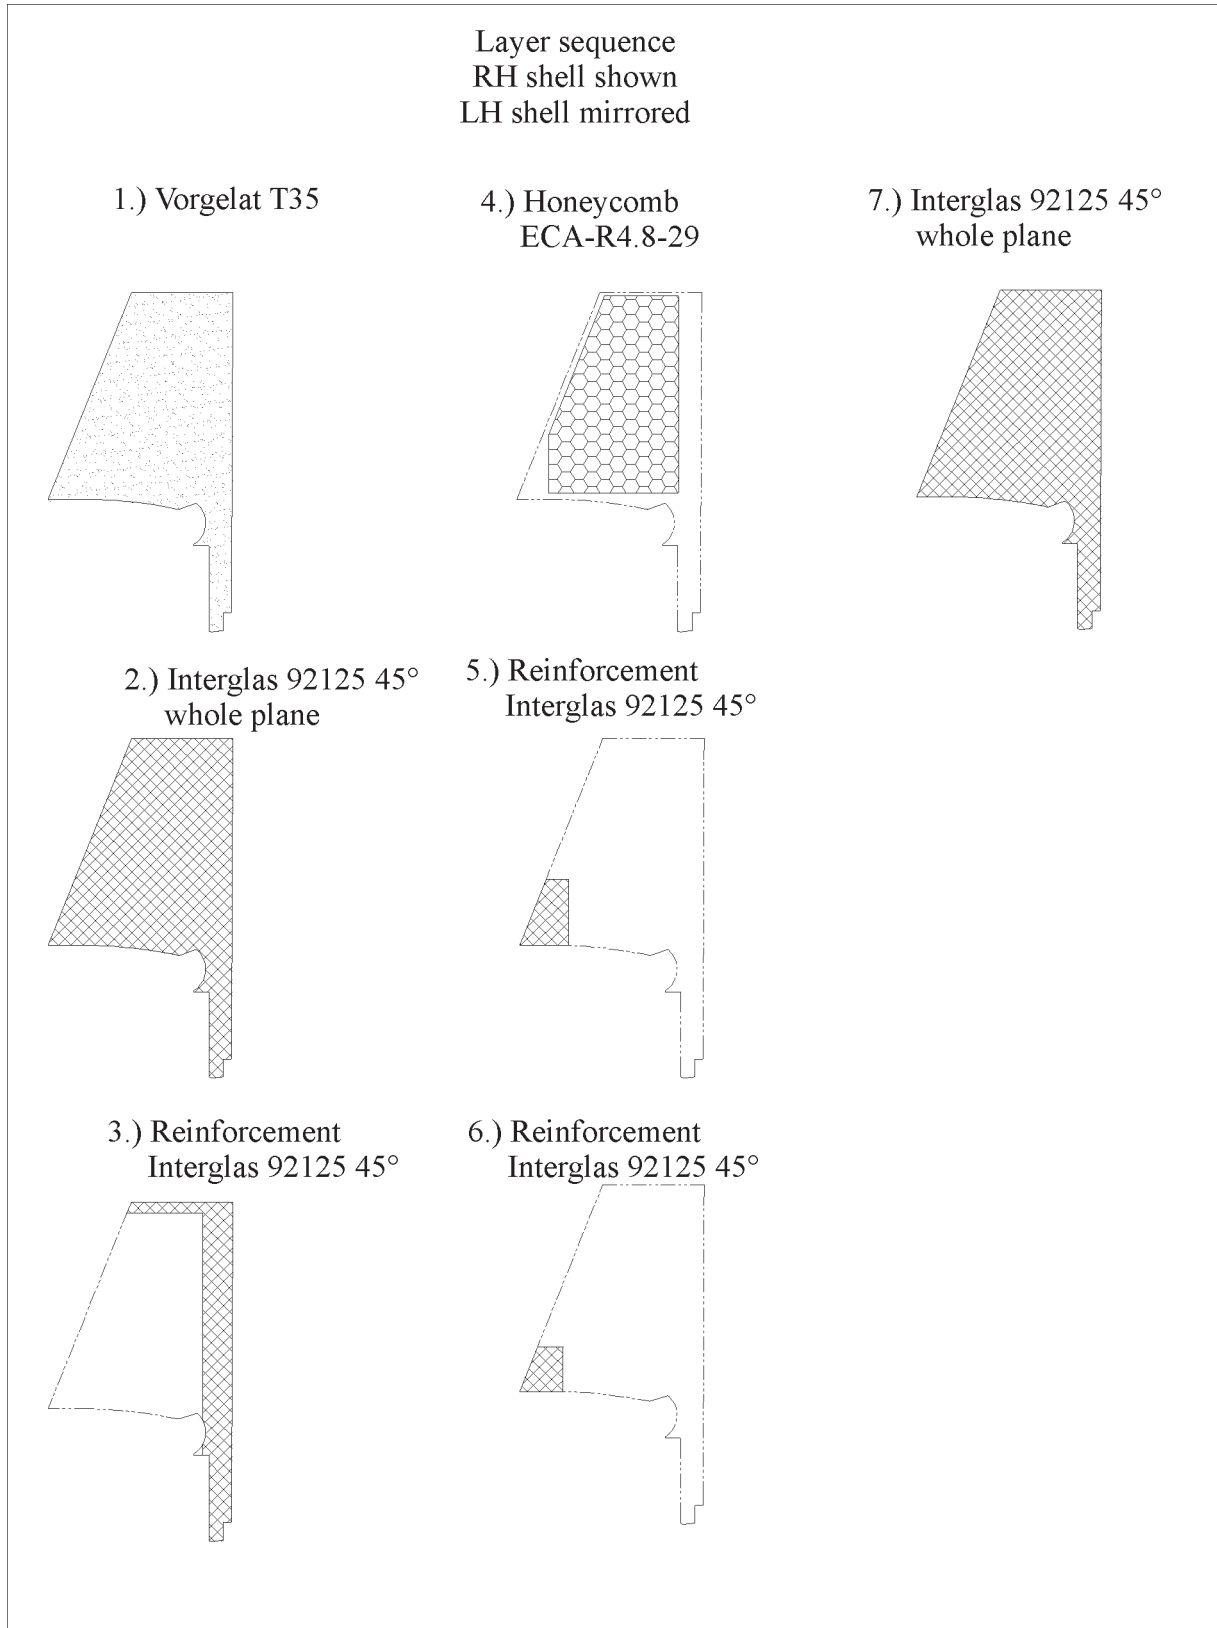 Layer sequence
RH shell shown
LH shell mirrored
1.) Vorgelat T35
2.) Interglas 92125 45°
whole plane
3.) Reinforcement
Interglas 92125 45°
4.) Honeycomb
ECA-R4.8-29
5.) Reinforcement
Interglas 92125 45°
6.) Reinforcement
Interglas 92125 45°
7.) Interglas 92125 45°
whole plane